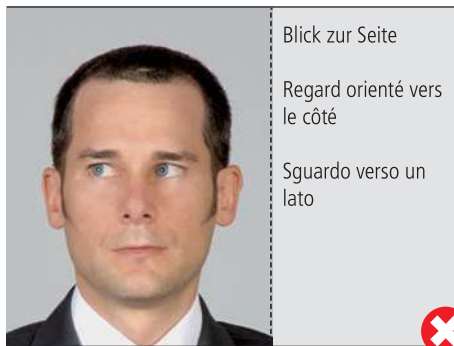 Blick zur Seite
Regard orienté vers
le côté
Sguardo verso un
lato